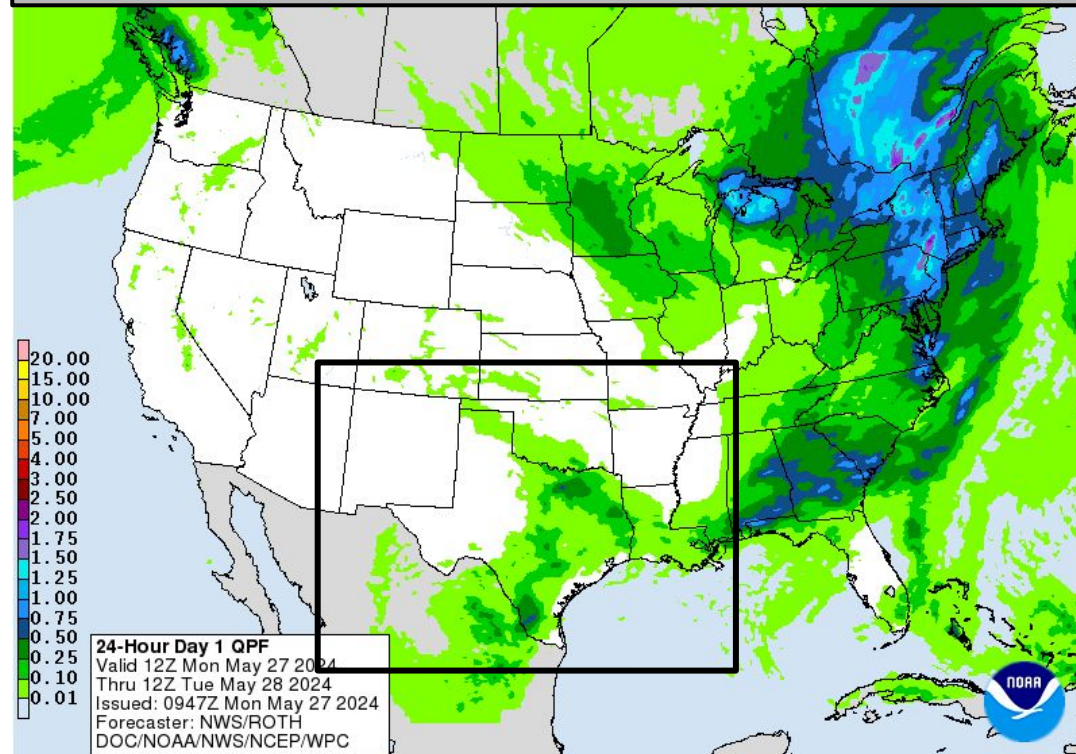 20.00
15.00
10.00
7.00
5.00
4.00
3.00
2.50
2.00
1.75
1.50
1.25
1.00
0.75
0.50
0.25
0.10
0.01
24-Hour Day 1 QPF
Valid 12Z Mon May 27 2024
Thru 12Z Tue May 28 2024
Issued: 0947Z Mon May 27 2024
Forecaster: NWS/ROTH
DOC/NOAA/NWS/NCEP/WPC
NOAA